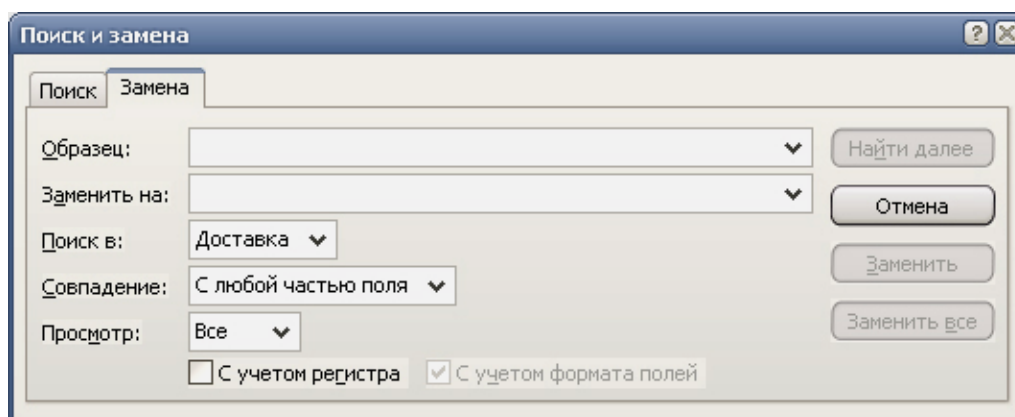 Поиск и замена
Поиск Замена
Образец: Найти далее
Заменить на: Отмена
Поиск в: Доставка Заменить
Совпадение: С любой частью поля
Просмотр: Все Заменить все
С учетом регистра С учетом формата полей